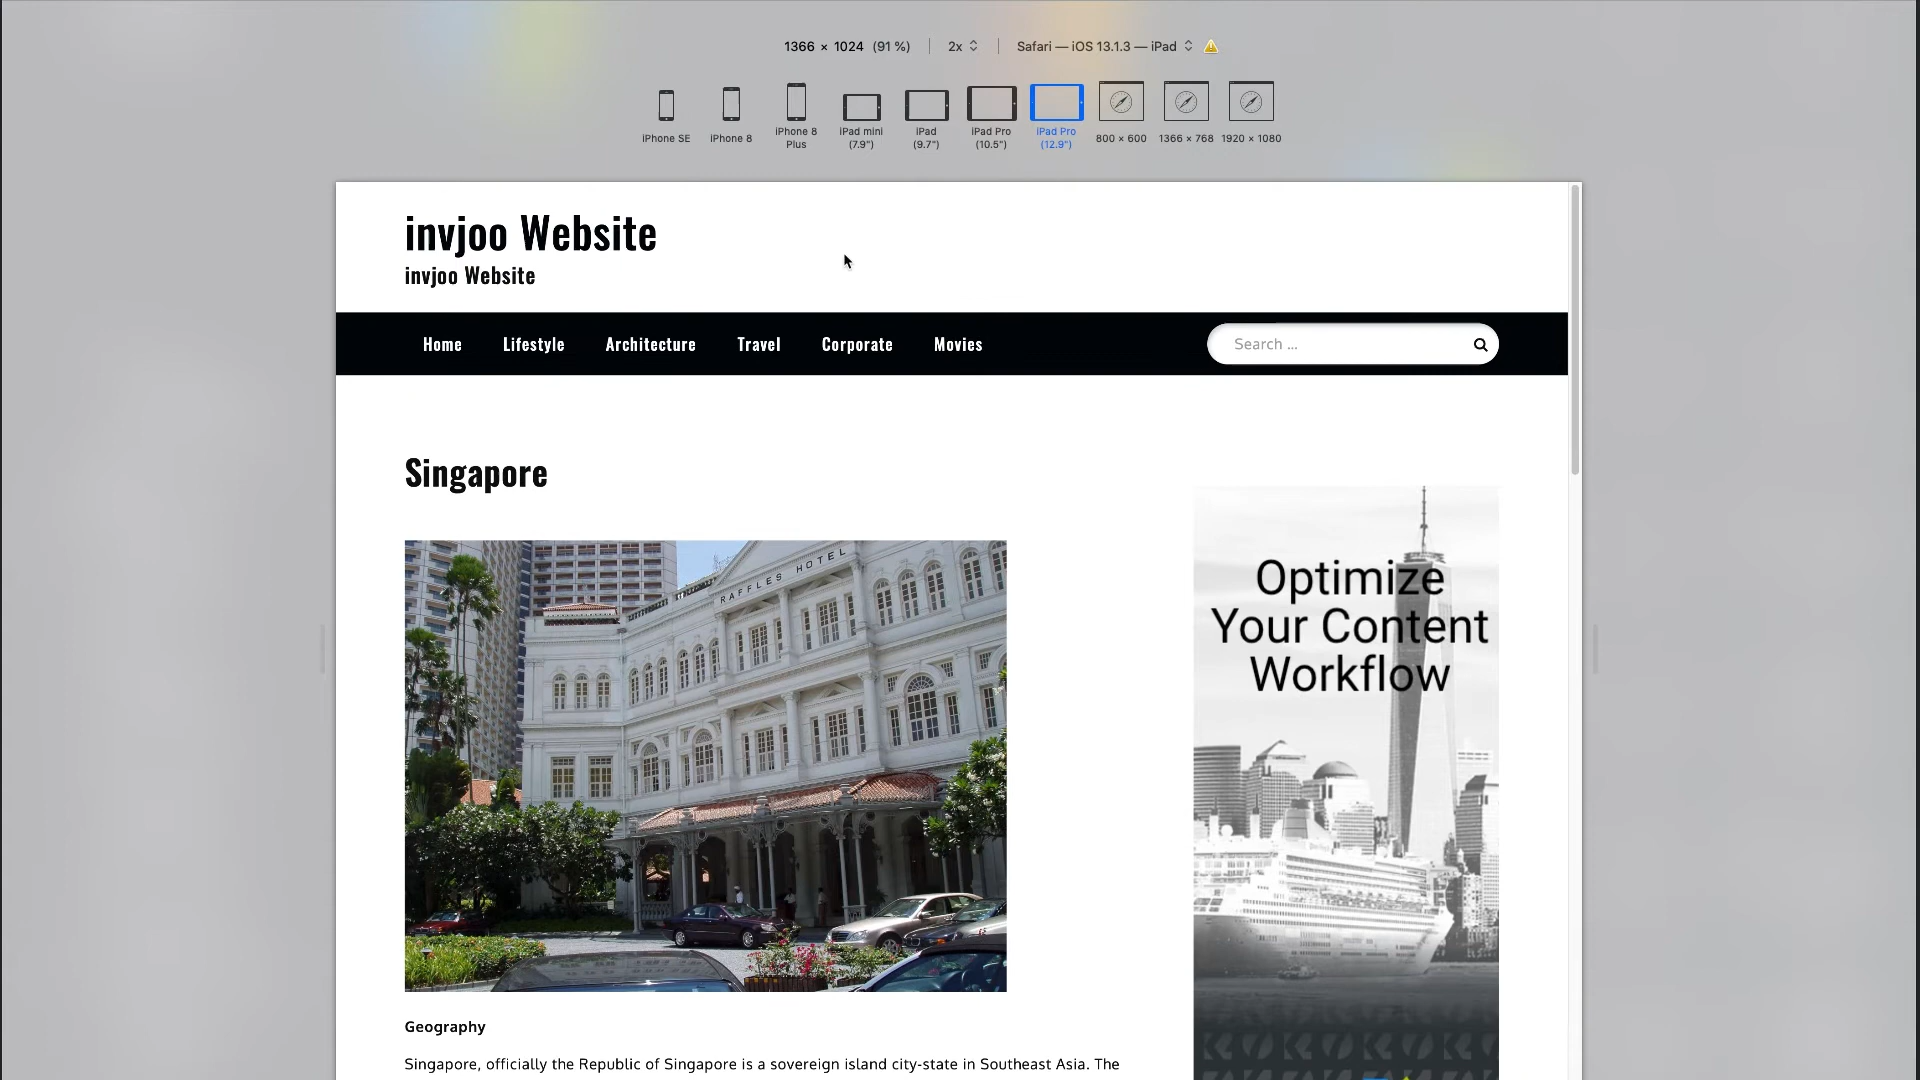 1366 × 1024 (91 %) 2x Safari — iOS 13.1.3 — iPad
iPhone SE
iPhone 8
iPhone 8
Plus
iPad mini
(7.9")
iPad
(9.7")
iPad Pro
(10.5")
iPad Pro
(12.9")
800 × 600
1366 × 768
1920 × 1080
invjoo Website
invjoo Website
Home Lifestyle Architecture Travel Corporate Movies Search ...
Singapore
RAFFLES HOTEL
Optimize
Your Content
Workflow
Geography
Singapore, officially the Republic of Singapore is a sovereign island city-state in Southeast Asia. The